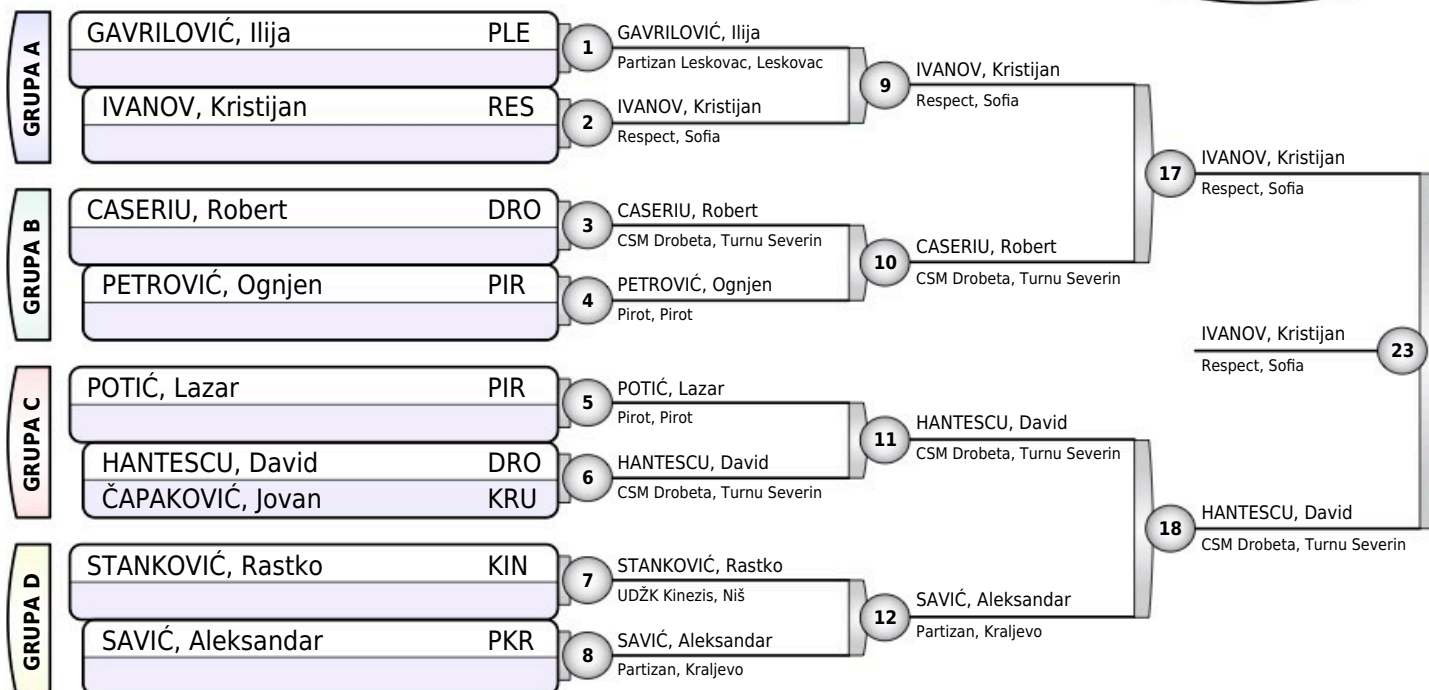 GRUPA A
GAVRILOVIĆ, Ilija PLE
IVANOV, Kristijan RES
GRUPA B
CASERIU, Robert DRO
PETROVIĆ, Ognjen PIR
GRUPA C
POTIĆ, Lazar PIR
HANTESCU, David DRO
ČAPAKOVIĆ, Jovan KRU
GRUPA D
STANKOVIĆ, Rastko KIN
SAVIĆ, Aleksandar PKR
1
GAVRILOVIĆ, Ilija
Partizan Leskovac, Leskovac
2
IVANOV, Kristijan
Respect, Sofia
3
CASERIU, Robert
CSM Drobeta, Turnu Severin
4
PETROVIĆ, Ognjen
Pirot, Pirot
5
POTIĆ, Lazar
Pirot, Pirot
6
HANTESCU, David
CSM Drobeta, Turnu Severin
7
STANKOVIĆ, Rastko
UDŽK Kinezis, Niš
8
SAVIĆ, Aleksandar
Partizan, Kraljevo
9
IVANOV, Kristijan
Respect, Sofia
10
CASERIU, Robert
CSM Drobeta, Turnu Severin
11
HANTESCU, David
CSM Drobeta, Turnu Severin
12
SAVIĆ, Aleksandar
Partizan, Kraljevo
17
IVANOV, Kristijan
Respect, Sofia
18
HANTESCU, David
CSM Drobeta, Turnu Severin
IVANOV, Kristijan
Respect, Sofia
23